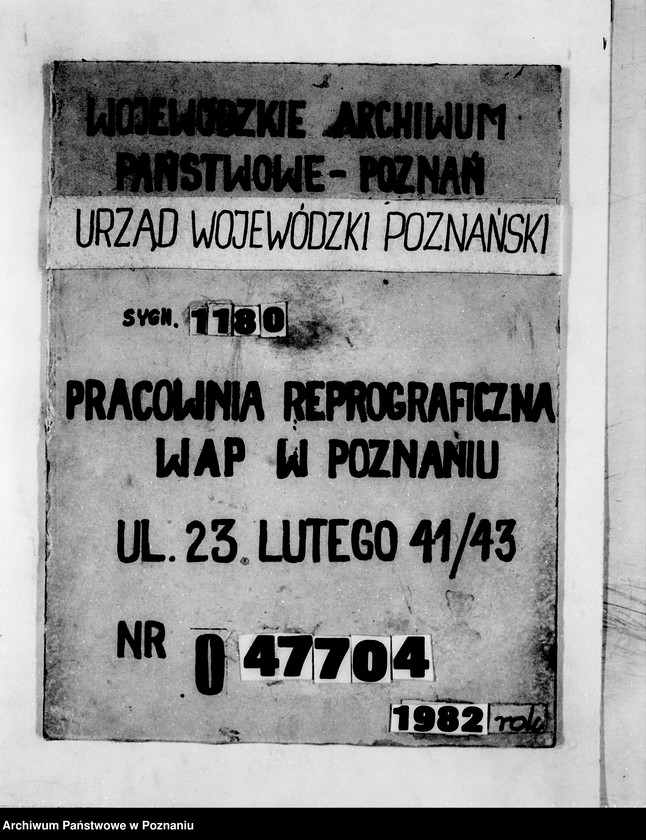 WOJEWÓDZKIE ARCHIWUM
PAŃSTWOWE - POZNAŃ
URZĄD WOJEWÓDZKI POZNAŃSKI
SYGN. 1180
PRACOWNIA REPROGRAFICZNA
WAP W POZNANIU
UL. 23. LUTEGO 41/43
NR 0 47704
1982 roku
Archiwum Państwowe w Poznaniu